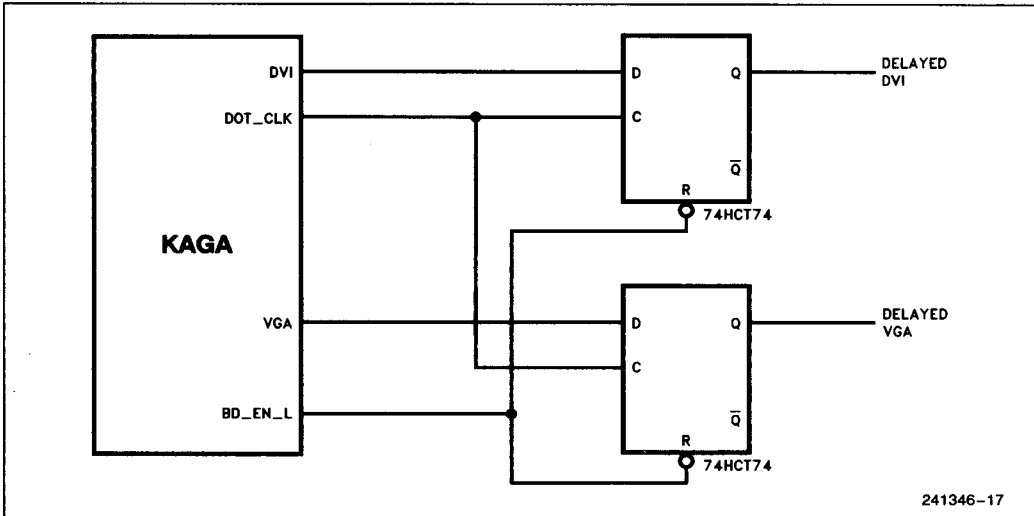 DVI
DOT_CLK
KAGA
VGA
BD_EN_L
D
Q
C
Q̅
R
74HCT74
DELAYED
DVI
D
Q
C
Q̅
R
74HCT74
DELAYED
VGA
241346-17